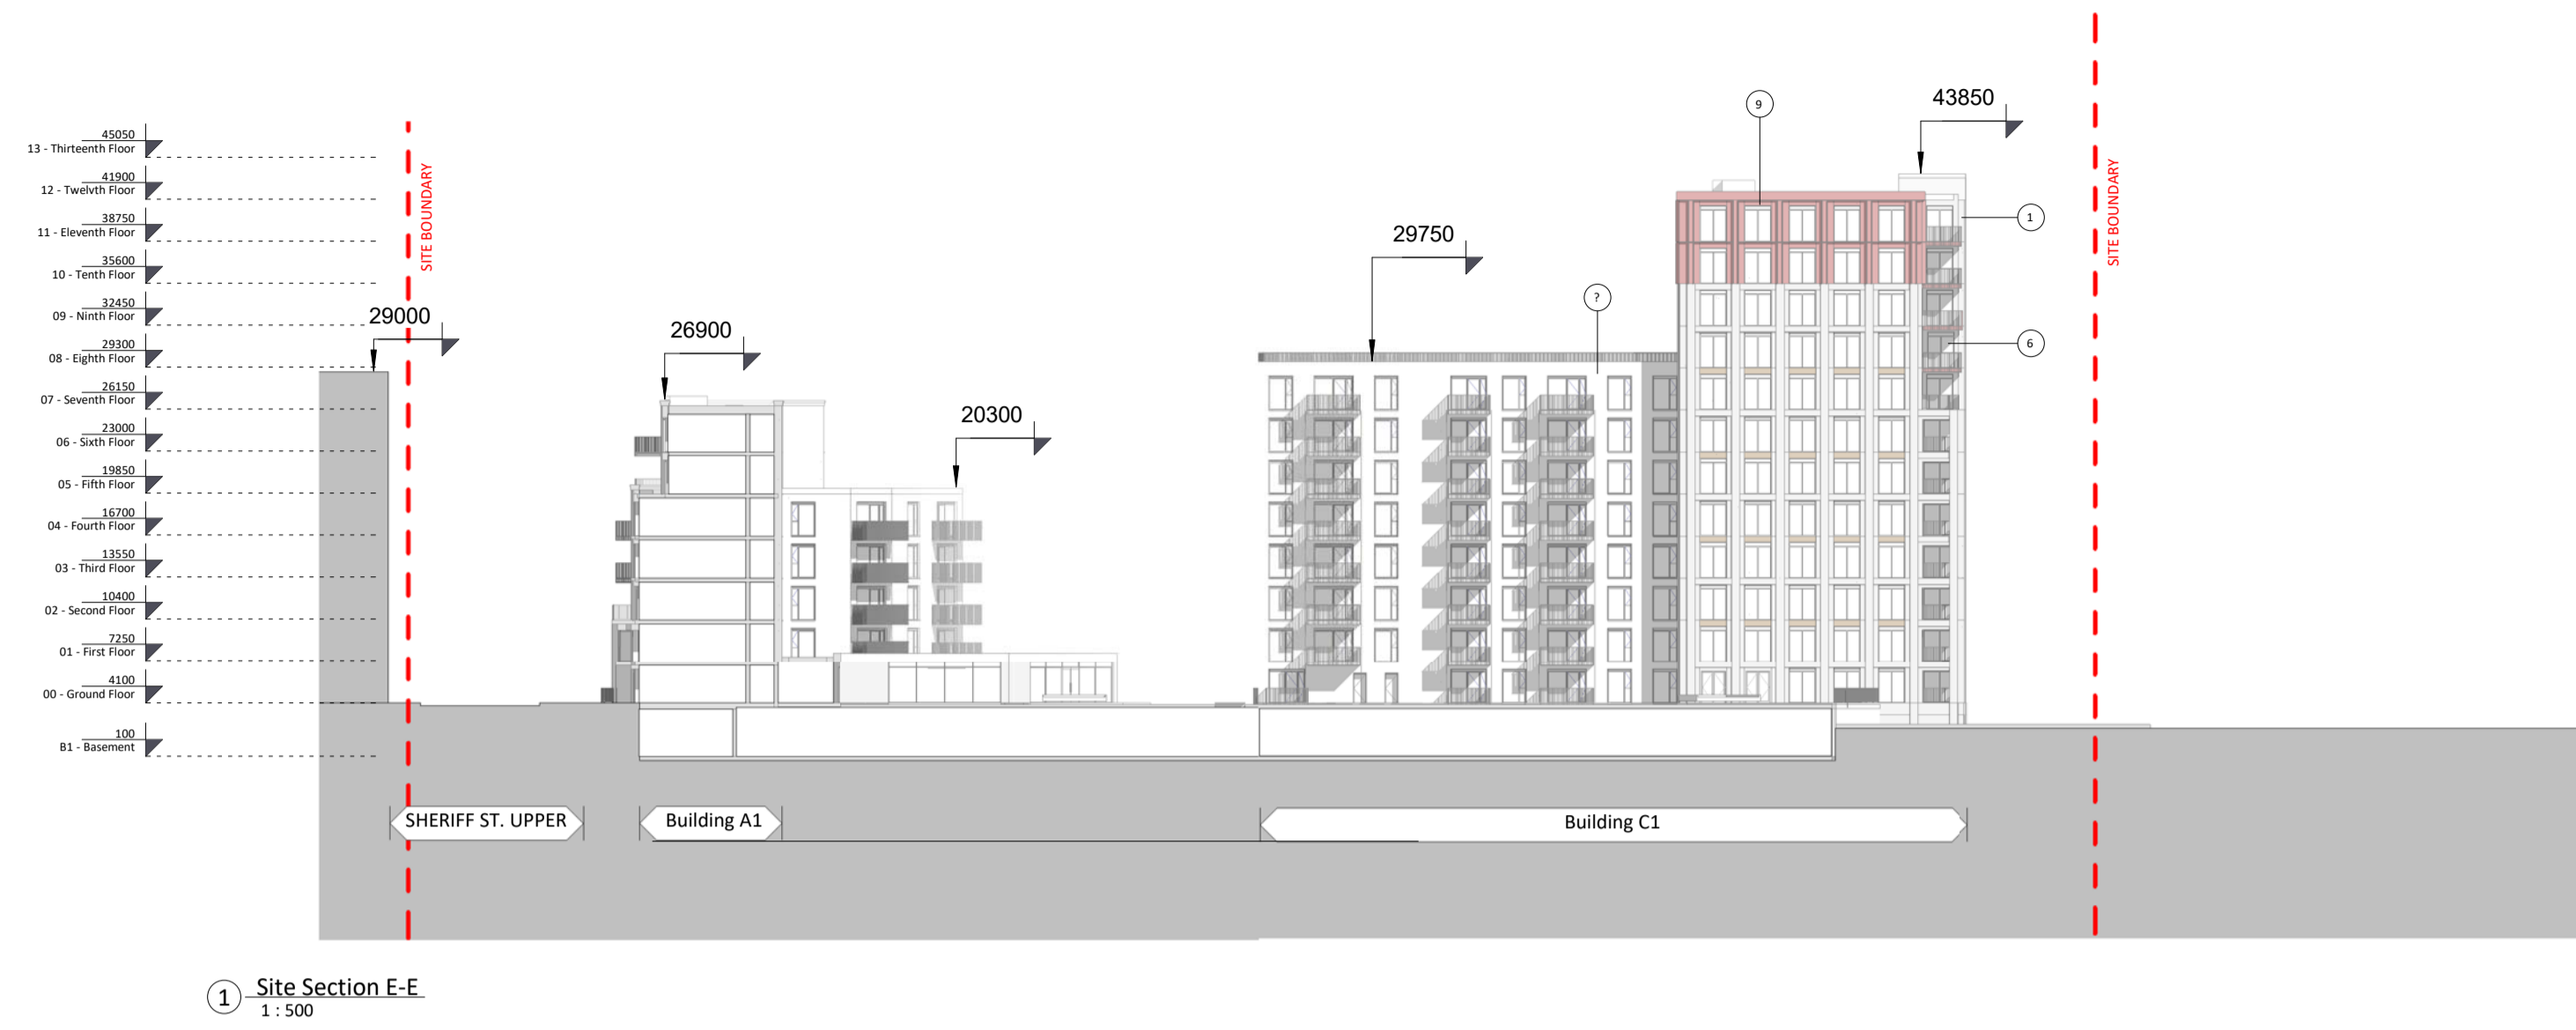 45050
13 - Thirteenth Floor
41900
12 - Twelvth Floor
38750
11 - Eleventh Floor
35600
10 - Tenth Floor
32450
09 - Ninth Floor
29300
08 - Eighth Floor
26150
07 - Seventh Floor
23000
06 - Sixth Floor
19850
05 - Fifth Floor
16700
04 - Fourth Floor
13550
03 - Third Floor
10400
02 - Second Floor
7250
01 - First Floor
4100
00 - Ground Floor
100
B1 - Basement
SITE BOUNDARY
29000
26900
20300
29750
?
9
43850
1
6
SITE BOUNDARY
SHERIFF ST. UPPER
Building A1
Building C1
1
Site Section E-E
1 : 500